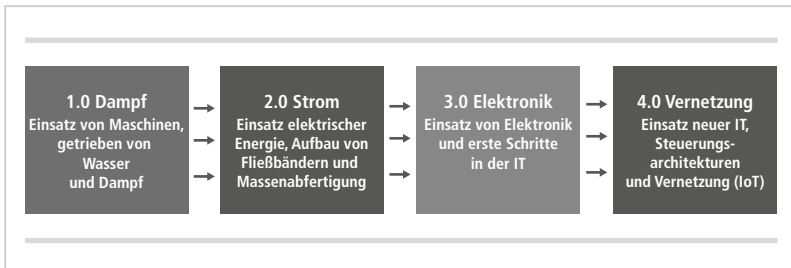 1.0 Dampf
Einsatz von Maschinen,
getrieben von
Wasser
und Dampf
2.0 Strom
Einsatz elektrischer
Energie, Aufbau von
Fließbändern und
Massenabfertigung
3.0 Elektronik
Einsatz von Elektronik
und erste Schritte
in der IT
4.0 Vernetzung
Einsatz neuer IT,
Steuerungs-
architekturen
und Vernetzung (IoT)